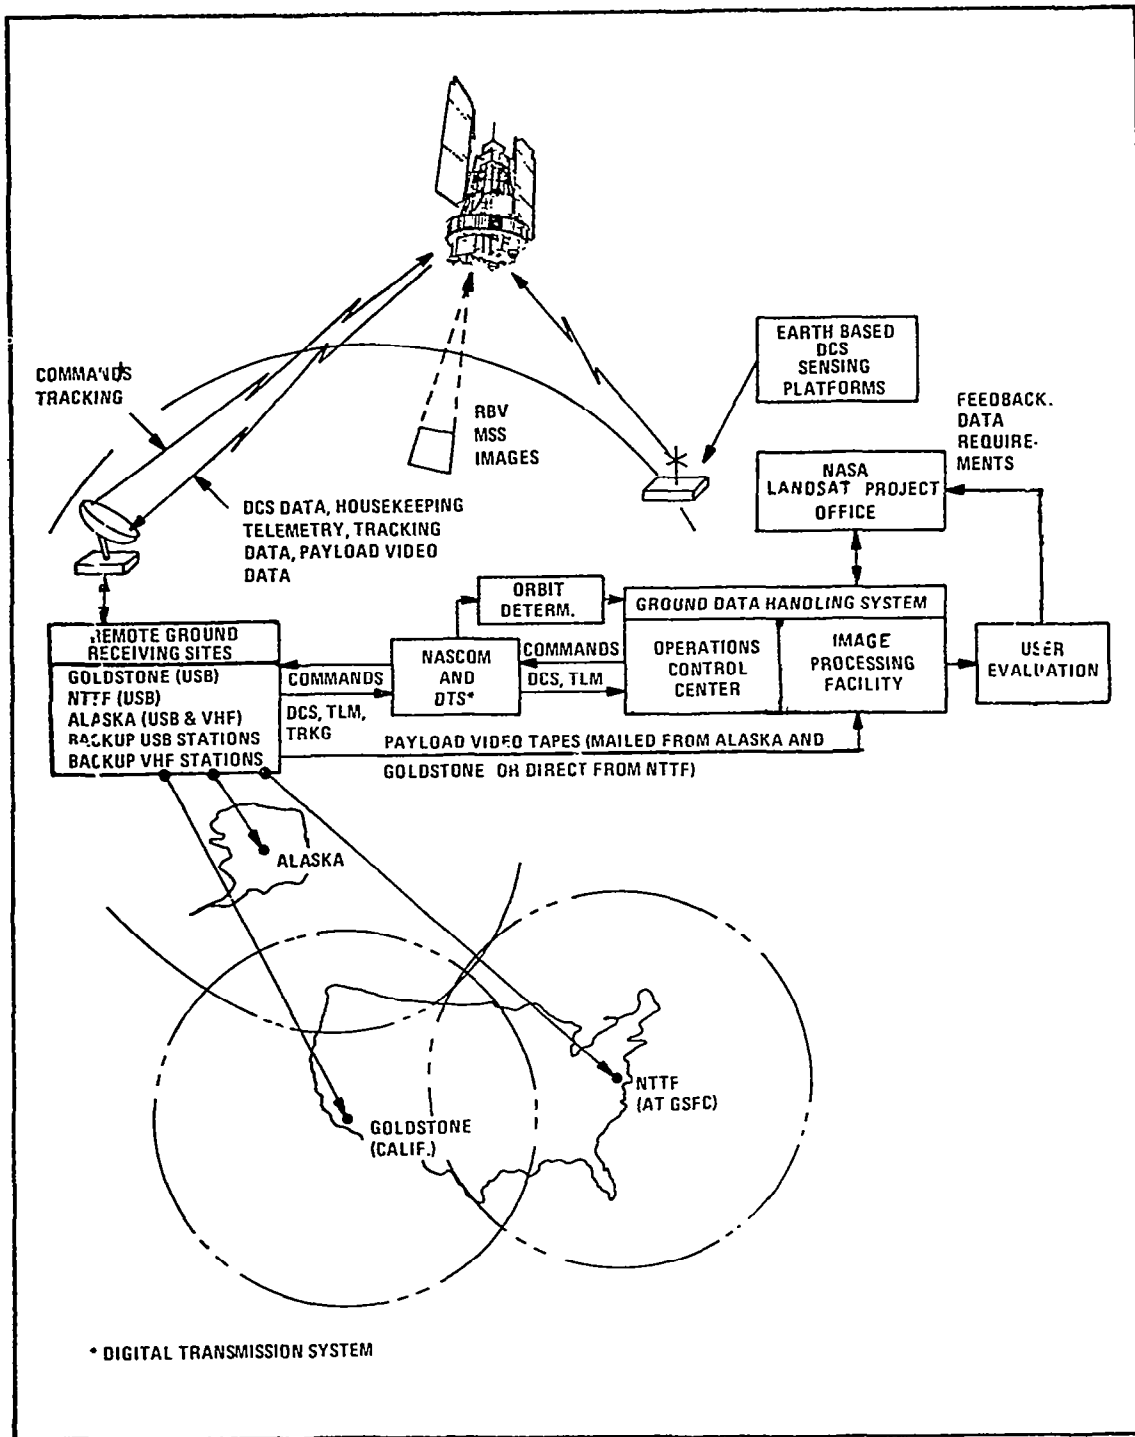 EARTH BASED
DCS
SENSING
PLATFORMS
COMMANDS
TRACKING
RBV
MSS
IMAGES
FEEDBACK.
DATA
REQUIRE-
MENTS
NASA
LANDSAT PROJECT
OFFICE
DCS DATA, HOUSEKEEPING
TELEMETRY, TRACKING
DATA, PAYLOAD VIDEO
DATA
ORBIT
DETERM.
GROUND DATA HANDLING SYSTEM
REMOTE GROUND
RECEIVING SITES
GOLDSTONE (USB)
NTTF (USB)
ALASKA (USB & VHF)
BACKUP USB STATIONS
BACKUP VHF STATIONS
COMMANDS
DCS, TLM,
TRKG
NASCOM
AND
DTS*
COMMANDS
DCS, TLM
OPERATIONS
CONTROL
CENTER
IMAGE
PROCESSING
FACILITY
USER
EVALUATION
PAYLOAD VIDEO TAPES (MAILED FROM ALASKA AND
GOLDSTONE OR DIRECT FROM NTTF)
ALASKA
NTTF
(AT GSFC)
GOLDSTONE
(CALIF.)
* DIGITAL TRANSMISSION SYSTEM